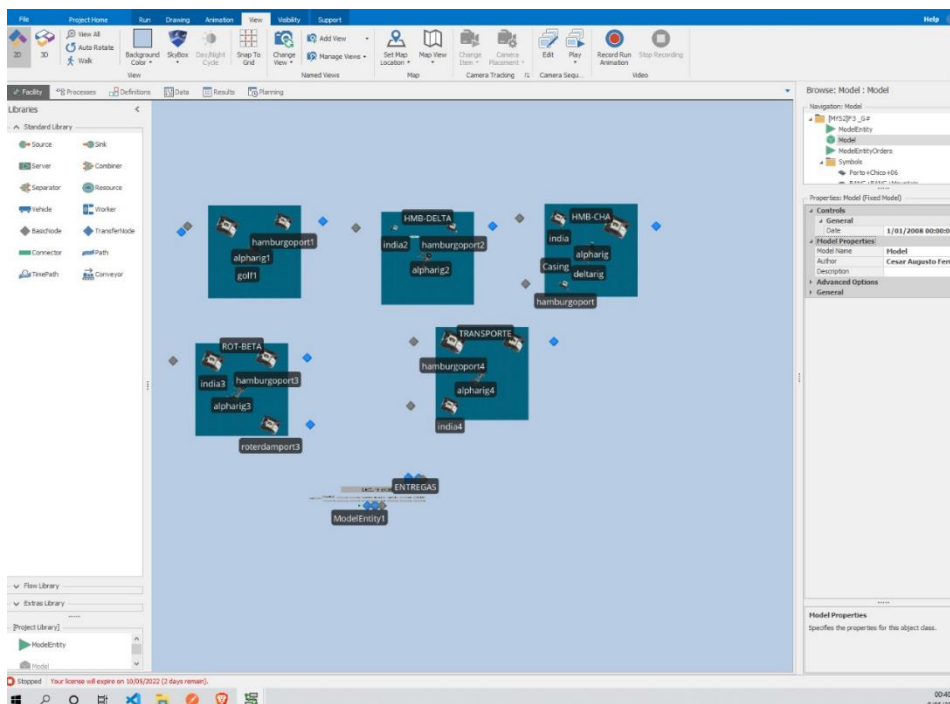 File Project Home Run Drawing Animation View Visibility Support Help
2D 3D
View All
Auto Rotate
Walk
Background Color
SkyBox
Day/Night Cycle
Snap To Grid
Change View
Add View
Manage Views
Set Map Location
Map View
Change Item
Camera Placement
Edit Play
Record Run Animation
Stop Recording
View Named Views Map Camera Tracking Camera Sequ... Video
Facility Processes Definitions Data Results Planning
Libraries
Standard Library
Source Sink
Server Combiner
Separator Resource
Vehicle Worker
BasicNode TransferNode
Connector Path
TimePath Conveyor
Flow Library
Extras Library
[Project Library]
ModelEntity
Model
hamburgoport1
alpharig1
golf1
HMB-DELTA
india2 hamburgoport2
alpharig2
HMB-CHA
india
alpharig
Casing deltarig
hamburgoport
ROT-BETA
india3 hamburgoport3
alpharig3
roterdamport3
TRANSPORTE
hamburgoport4
alpharig4
india4
ENTREGAS
ModelEntity1
Browse: Model : Model
Navigation: Model
[MYS2]F3 _G#
ModelEntity
Model
ModelEntityOrders
Symbols
Porto+Chico+06
Properties: Model (Fixed Model)
Controls
General
Date 1/01/2008 00:00:0
Model Properties
Model Name Model
Author Cesar Augusto Fern
Description
Advanced Options
General
Model Properties
Specifies the properties for this object class.
Stopped Your license will expire on 10/05/2022 (2 days remain).